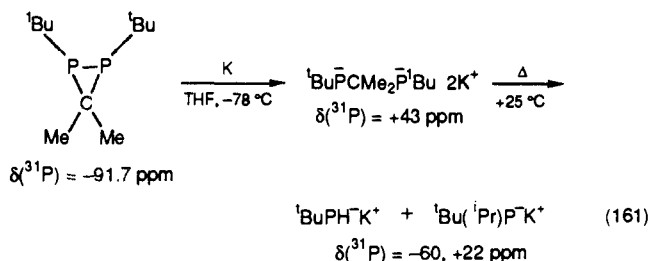 ᵗBu ᵗBu
P—P
C
Me Me
δ(³¹P) = −91.7 ppm
K
THF, −78 °C
ᵗBuP̄CMe₂P̄¹Bu 2K⁺
δ(³¹P) = +43 ppm
Δ
+25 °C
ᵗBuPH⁻K⁺ + ᵗBu(ⁱPr)P⁻K⁺ (161)
δ(³¹P) = −60, +22 ppm